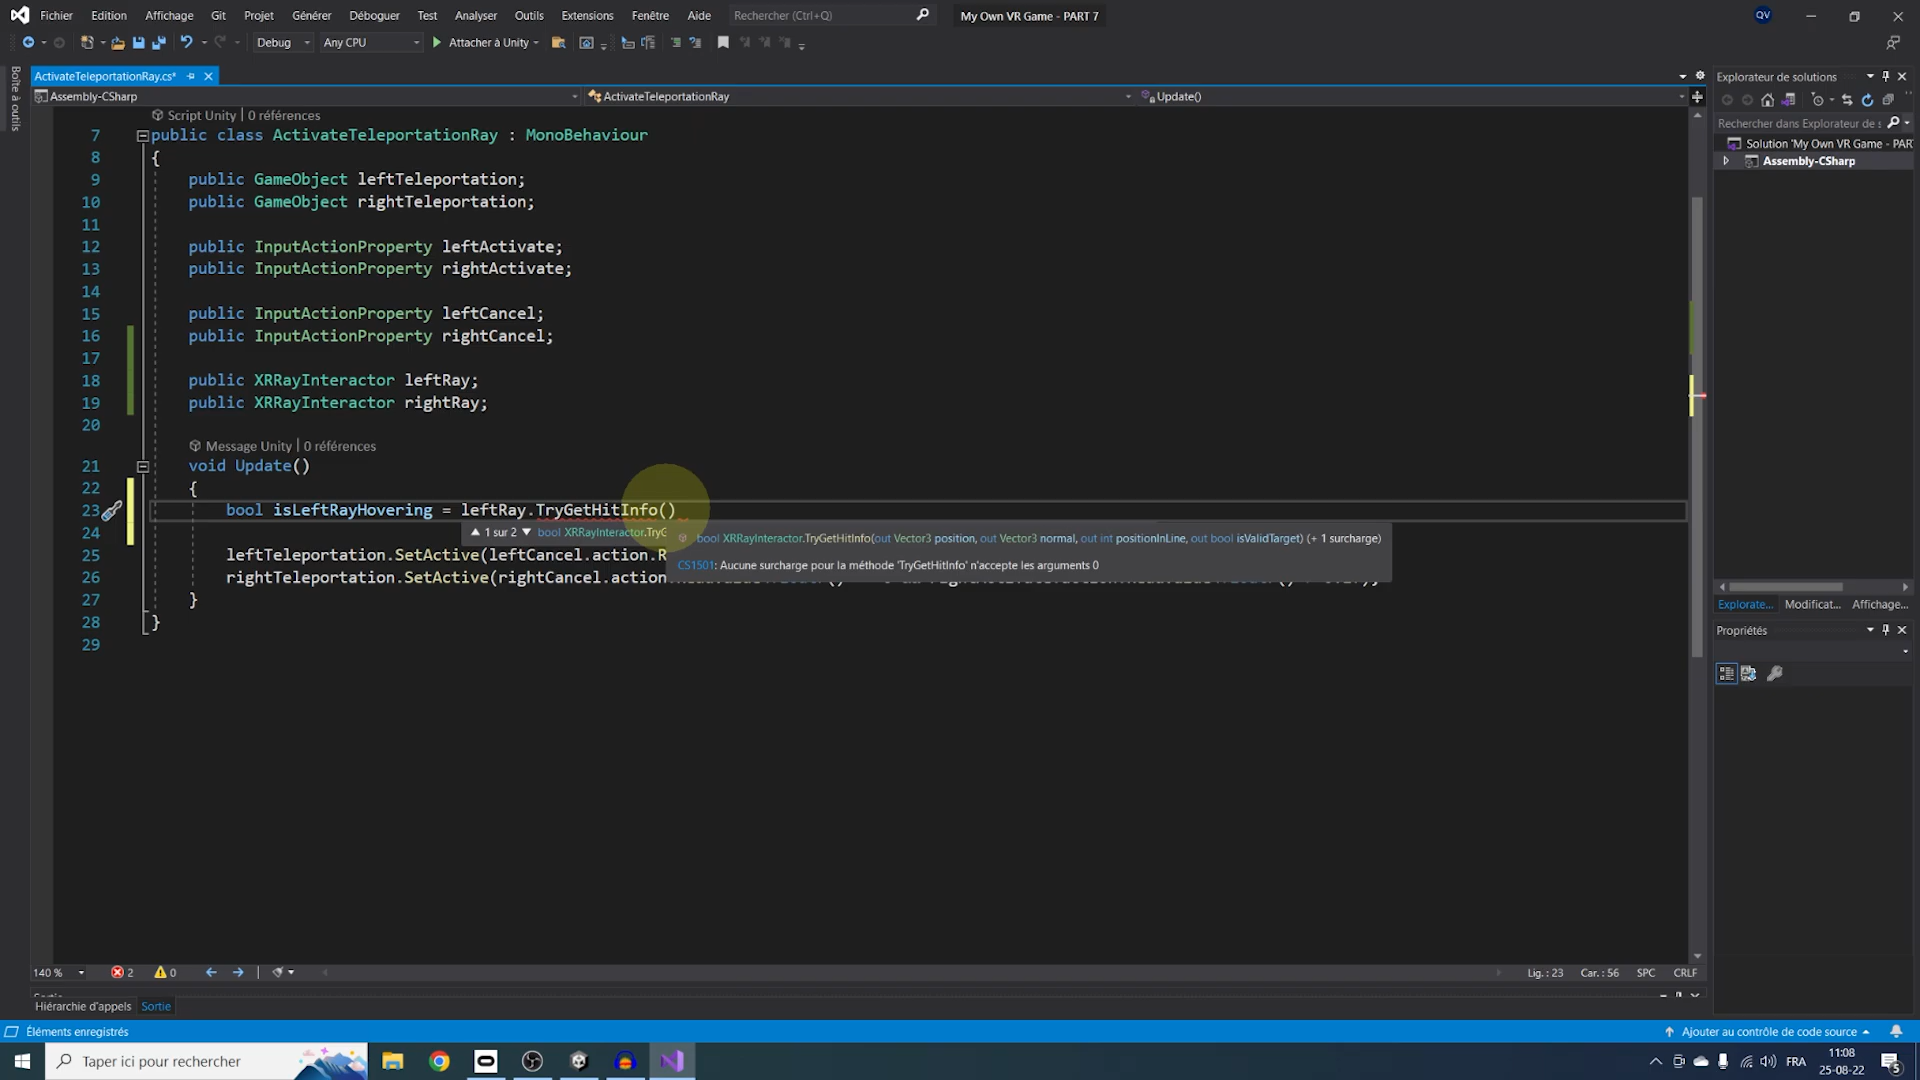 Fichier Edition Affichage Git Projet Générer Déboguer Test Analyser Outils Extensions Fenêtre Aide Rechercher (Ctrl+Q) My Own VR Game - PART 7 QV
Debug Any CPU Attacher à Unity
Boîte à outils
ActivateTeleportationRay.cs*
Assembly-CSharp ActivateTeleportationRay Update()
Script Unity | 0 références
7 public class ActivateTeleportationRay : MonoBehaviour
8 {
9 public GameObject leftTeleportation;
10 public GameObject rightTeleportation;
11
12 public InputActionProperty leftActivate;
13 public InputActionProperty rightActivate;
14
15 public InputActionProperty leftCancel;
16 public InputActionProperty rightCancel;
17
18 public XRRayInteractor leftRay;
19 public XRRayInteractor rightRay;
20
Message Unity | 0 références
21 void Update()
22 {
23 bool isLeftRayHovering = leftRay.TryGetHitInfo()
24 1 sur 2 bool XRRayInteractor.TryG
bool XRRayInteractor.TryGetHitInfo(out Vector3 position, out Vector3 normal, out int positionInLine, out bool isValidTarget) (+ 1 surcharge)
CS1501: Aucune surcharge pour la méthode 'TryGetHitInfo' n'accepte les arguments 0
25 leftTeleportation.SetActive(leftCancel.action.R
26 rightTeleportation.SetActive(rightCancel.action
27 }
28 }
29
140 % 2 0 Lig. : 23 Car. : 56 SPC CRLF
Hiérarchie d'appels Sortie
Éléments enregistrés Ajouter au contrôle de code source
Explorateur de solutions
Rechercher dans Explorateur de s
Solution 'My Own VR Game - PAR
Assembly-CSharp
Explorate... Modificat... Affichage...
Propriétés
Taper ici pour rechercher FRA 11:08
25-08-22 5